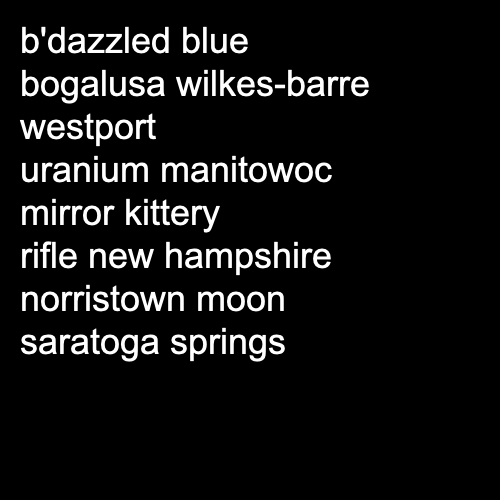 b'dazzled blue
bogalusa wilkes-barre
westport
uranium manitowoc
mirror kittery
rifle new hampshire
norristown moon
saratoga springs